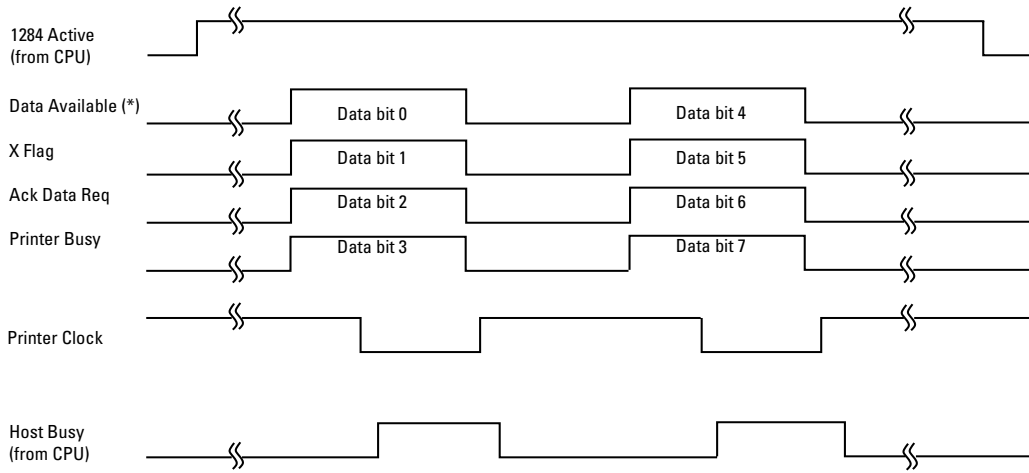 1284 Active
(from CPU)
Data Available (*)
Data bit 0
Data bit 4
X Flag
Data bit 1
Data bit 5
Ack Data Req
Data bit 2
Data bit 6
Printer Busy
Data bit 3
Data bit 7
Printer Clock
Host Busy
(from CPU)